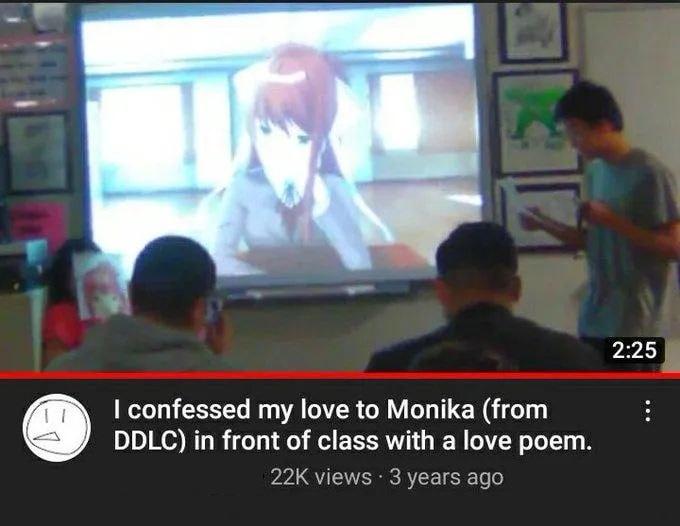 2:25
I confessed my love to Monika (from
DDLC) in front of class with a love poem.
22K views · 3 years ago